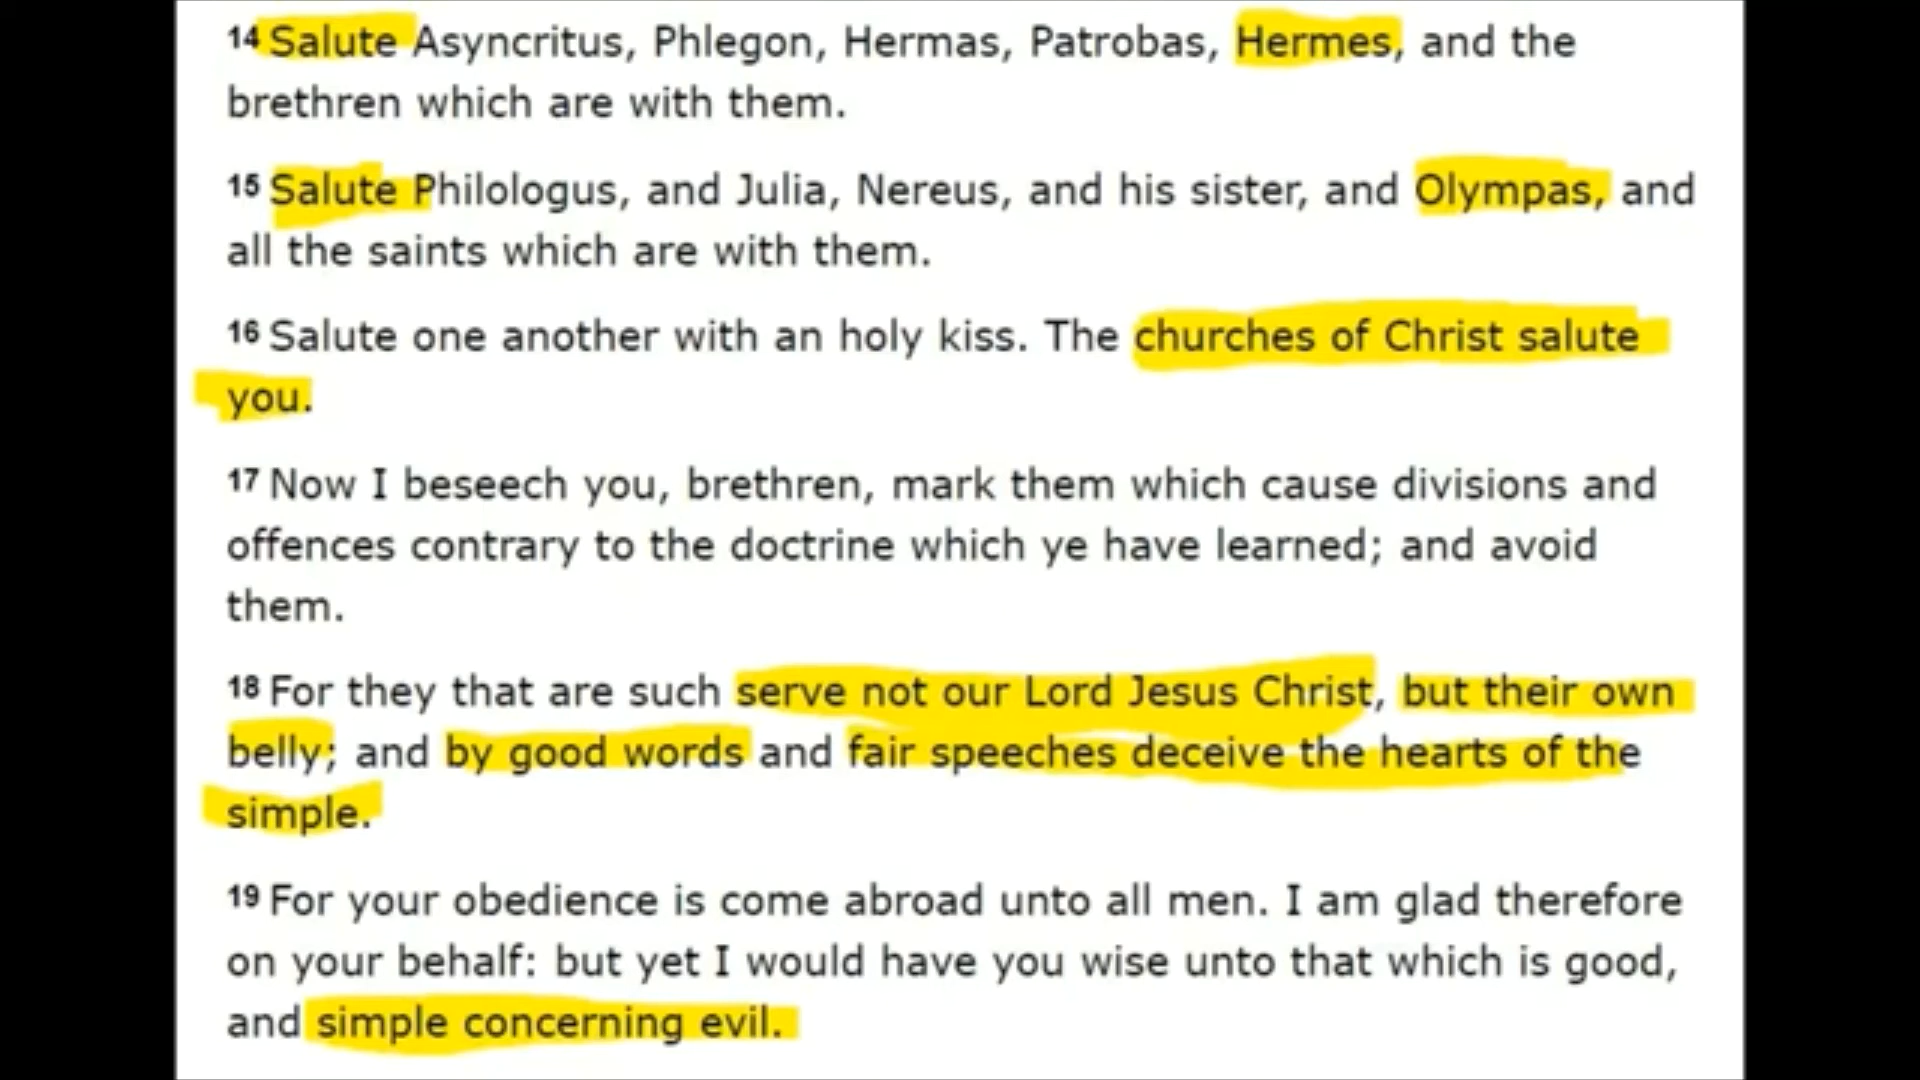 14 Salute Asyncritus, Phlegon, Hermas, Patrobas, Hermes, and the
brethren which are with them.
15 Salute Philologus, and Julia, Nereus, and his sister, and Olympas, and
all the saints which are with them.
16 Salute one another with an holy kiss. The churches of Christ salute
you.
17 Now I beseech you, brethren, mark them which cause divisions and
offences contrary to the doctrine which ye have learned; and avoid
them.
18 For they that are such serve not our Lord Jesus Christ, but their own
belly; and by good words and fair speeches deceive the hearts of the
simple.
19 For your obedience is come abroad unto all men. I am glad therefore
on your behalf: but yet I would have you wise unto that which is good,
and simple concerning evil.